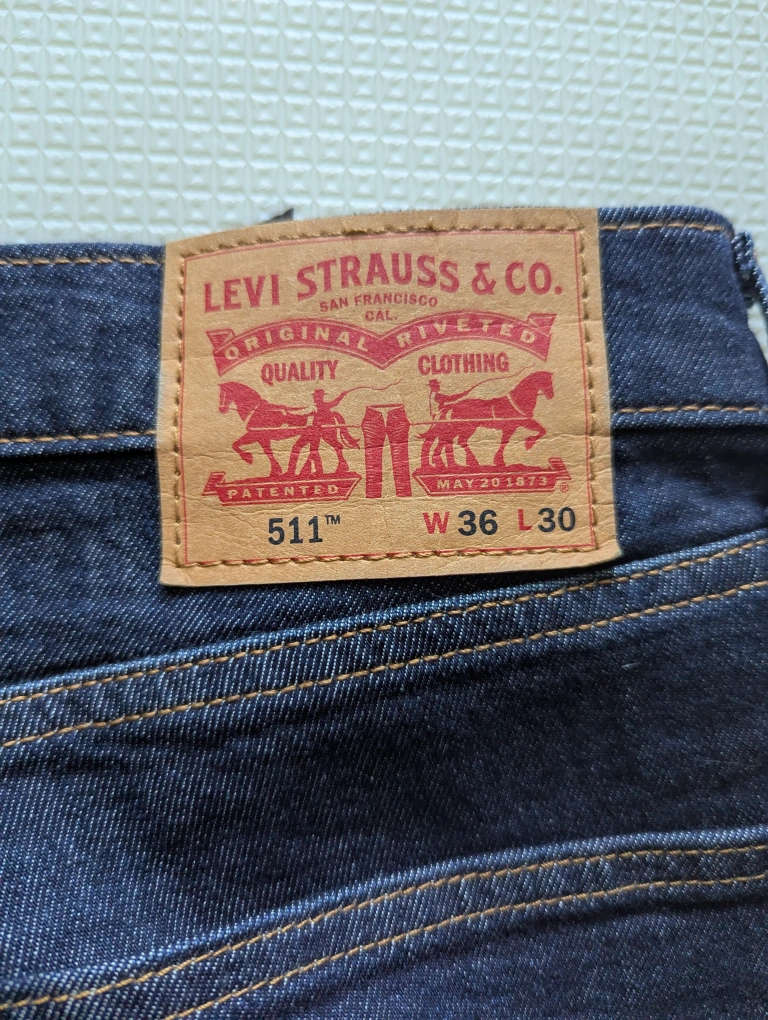 LEVI STRAUSS & CO.
SAN FRANCISCO
CAL.
ORIGINAL RIVETED
QUALITY CLOTHING
PATENTED MAY 20 1873 ®
511™ W 36 L 30